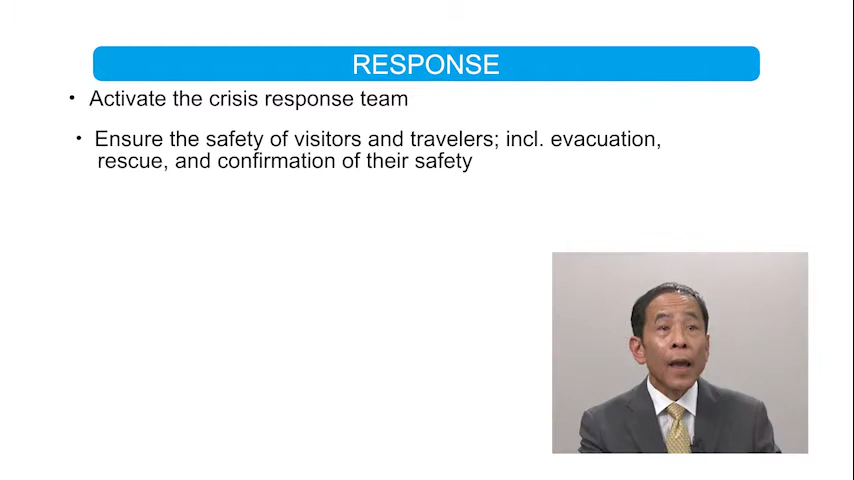 RESPONSE
• Activate the crisis response team
• Ensure the safety of visitors and travelers; incl. evacuation,
rescue, and confirmation of their safety